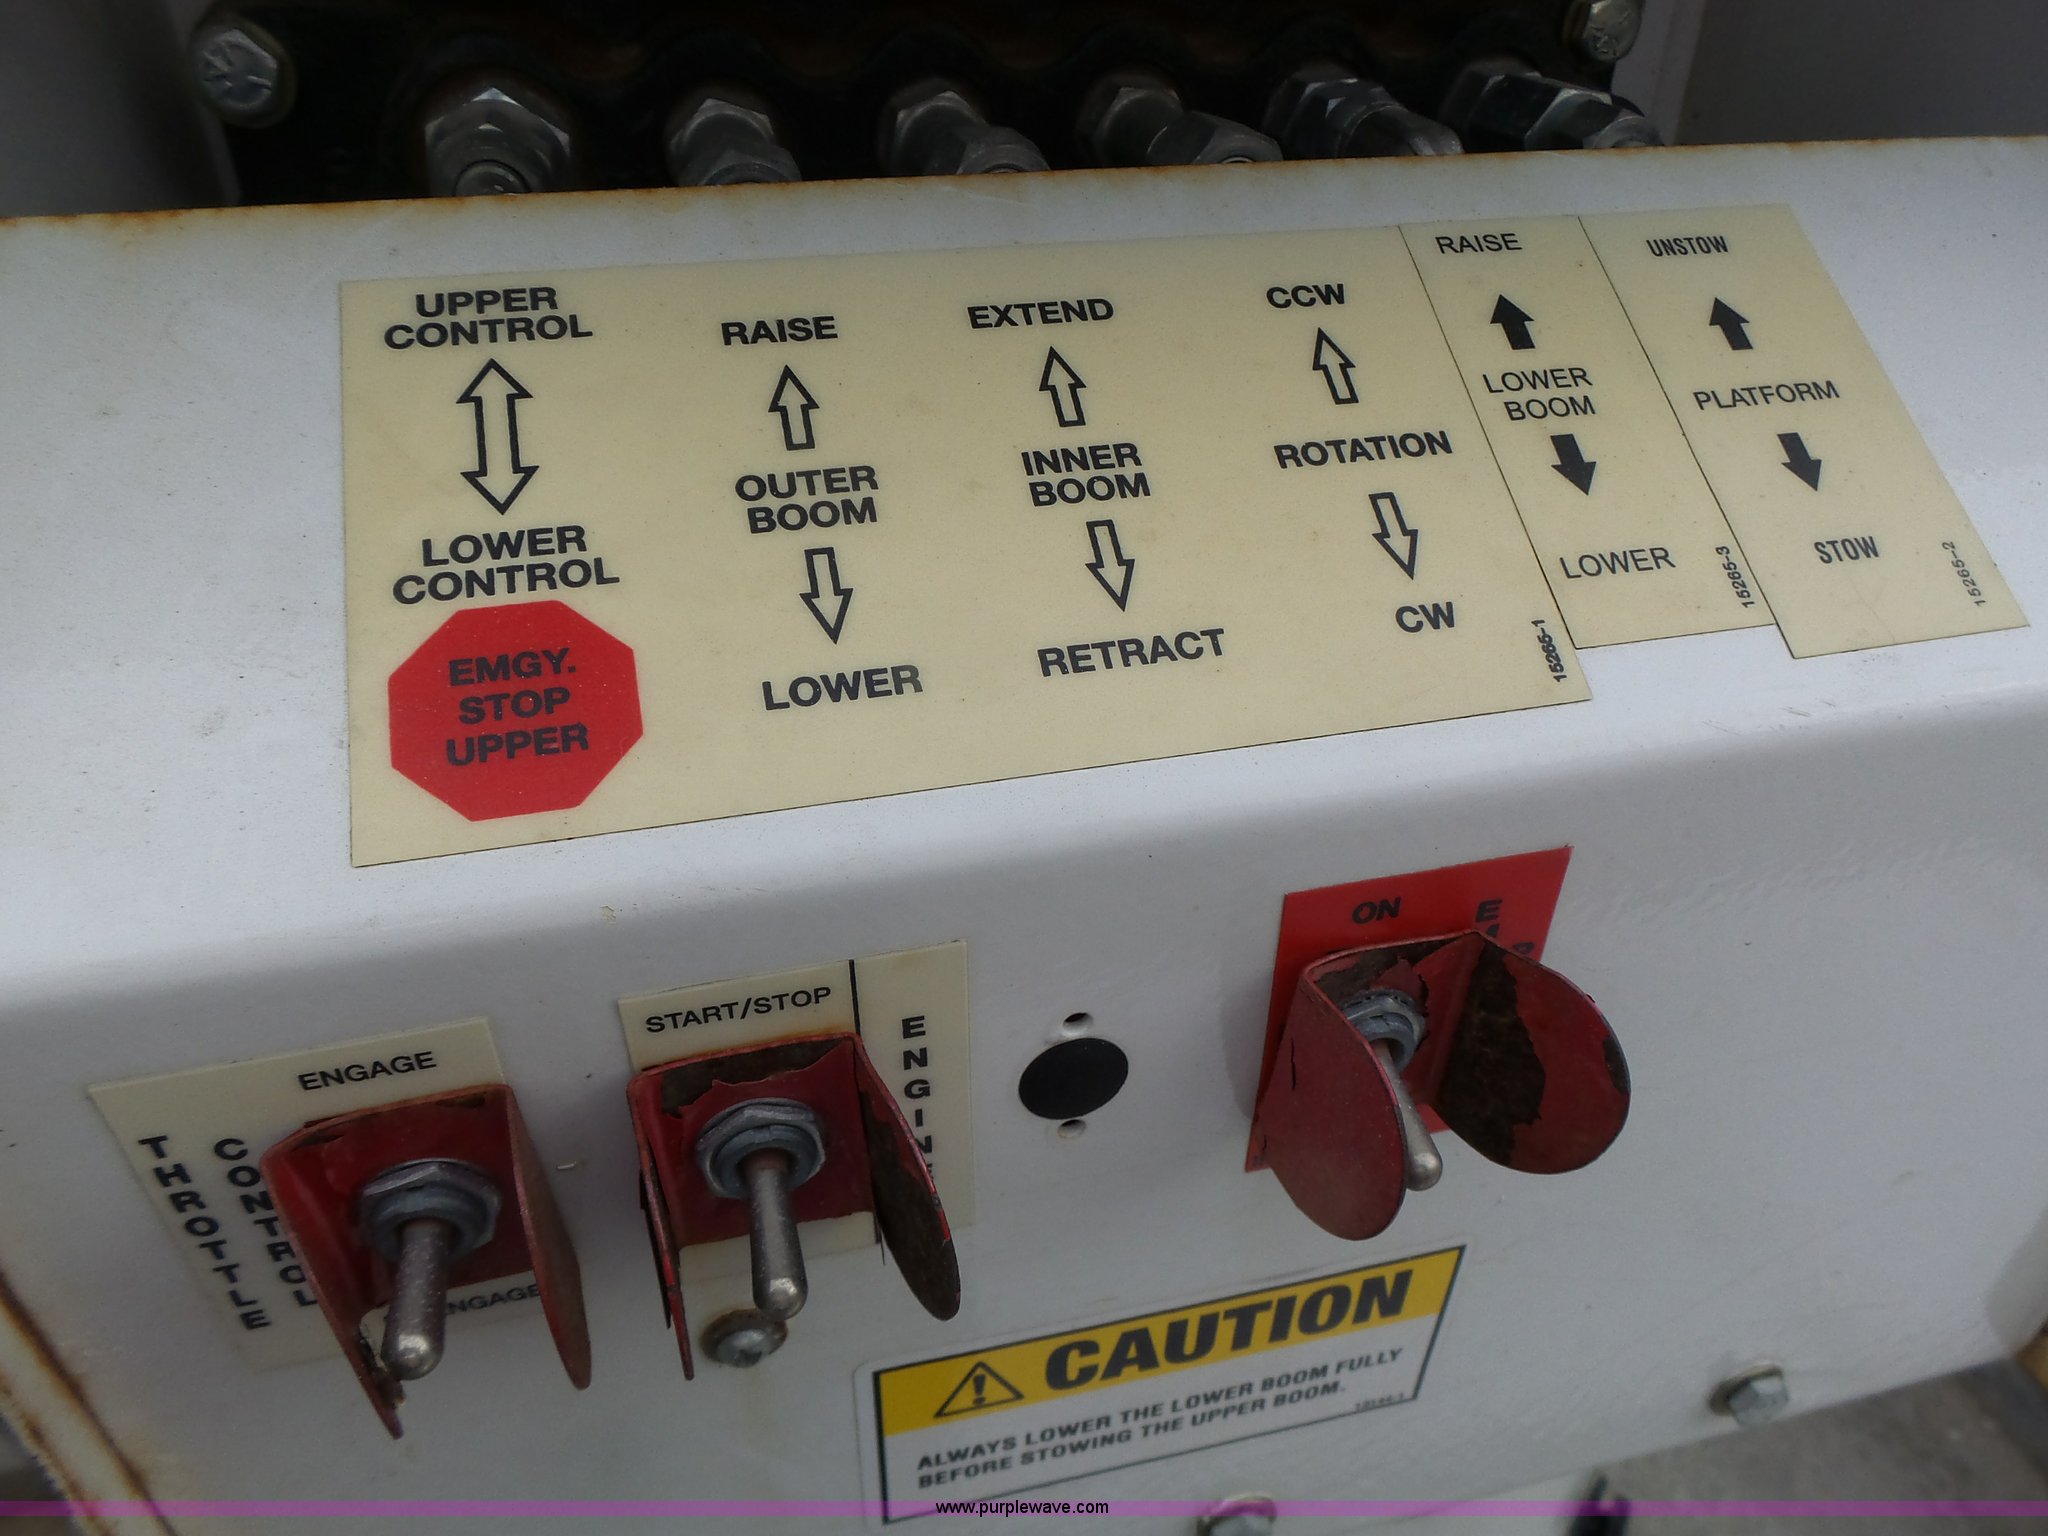 UPPER
CONTROL
LOWER
CONTROL
EMGY.
STOP
UPPER
RAISE
OUTER
BOOM
LOWER
EXTEND
INNER
BOOM
RETRACT
CCW
ROTATION
CW
15265-1
RAISE
LOWER
BOOM
LOWER
15265-3
UNSTOW
PLATFORM
STOW
15265-2
THROTTLE
CONTROL
ENGAGE
START/STOP
ON
CAUTION
ALWAYS LOWER THE LOWER BOOM FULLY
BEFORE STOWING THE UPPER BOOM.
www.purplewave.com